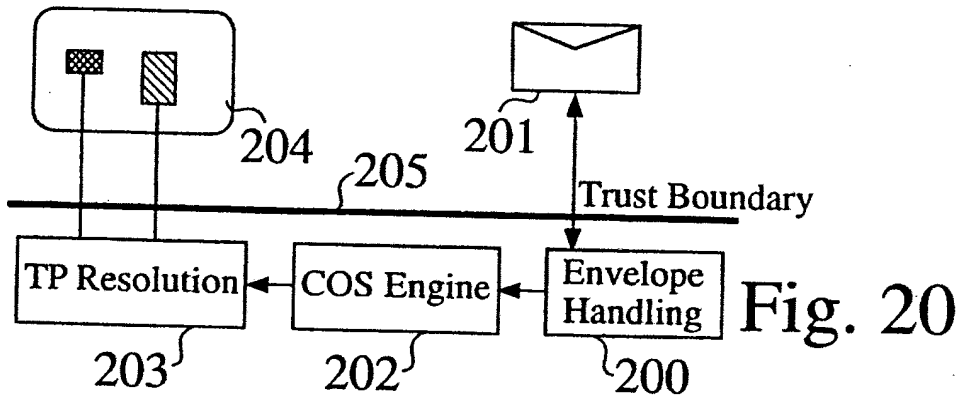 204
201
205
Trust Boundary
TP Resolution
COS Engine
Envelope
Handling
Fig. 20
203
202
200